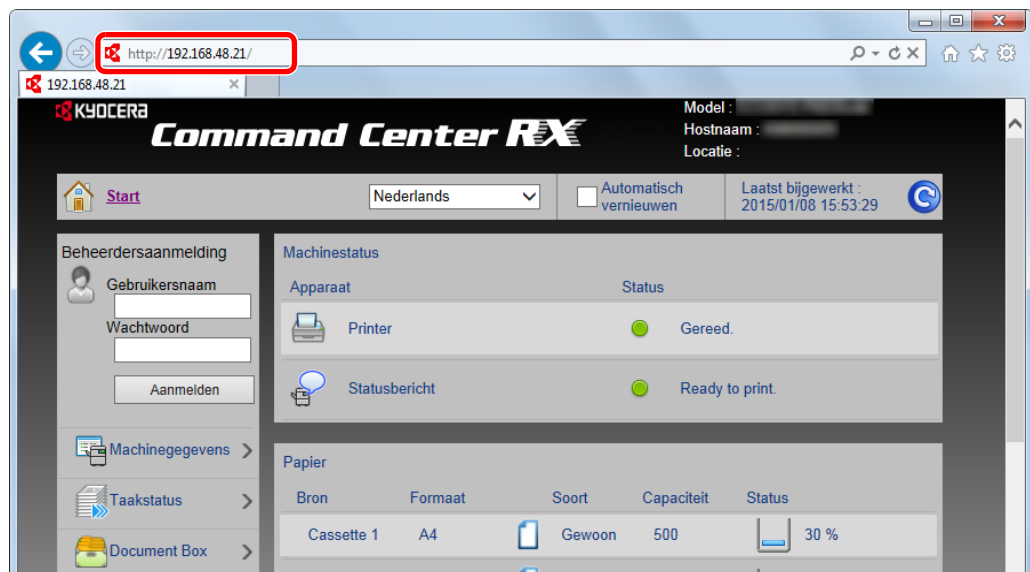 http://192.168.48.21/
192.168.48.21
KYOCERA
Command Center RX
Model :
Hostnaam :
Locatie :
Start
Nederlands
Automatisch vernieuwen
Laatst bijgewerkt :
2015/01/08 15:53:29
Beheerdersaanmelding
Gebruikersnaam
Wachtwoord
Aanmelden
Machinegegevens
Taakstatus
Document Box
Machinestatus
Apparaat Status
Printer Gereed.
Statusbericht Ready to print.
Papier
Bron Formaat Soort Capaciteit Status
Cassette 1 A4 Gewoon 500 30 %